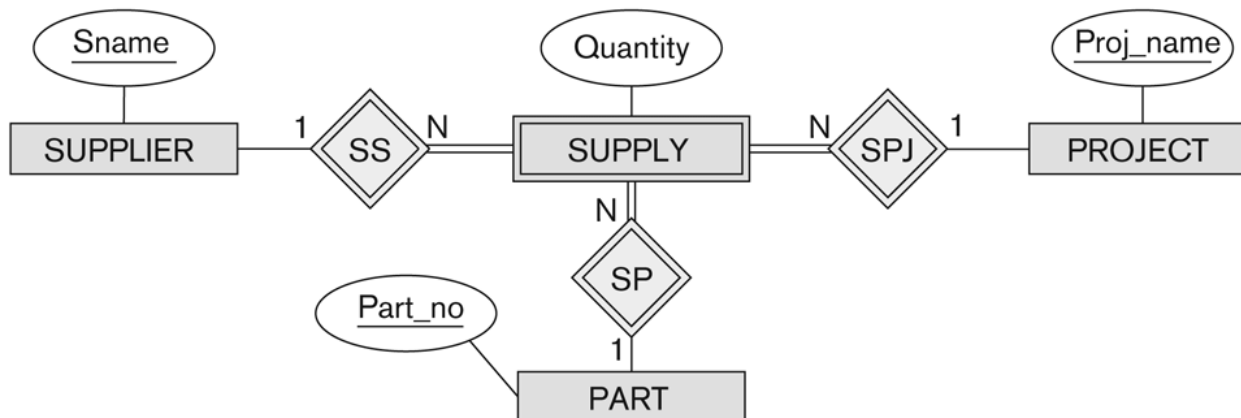 Sname
Quantity
Proj_name
SUPPLIER
1
SS
N
SUPPLY
N
SPJ
1
PROJECT
N
SP
Part_no
1
PART